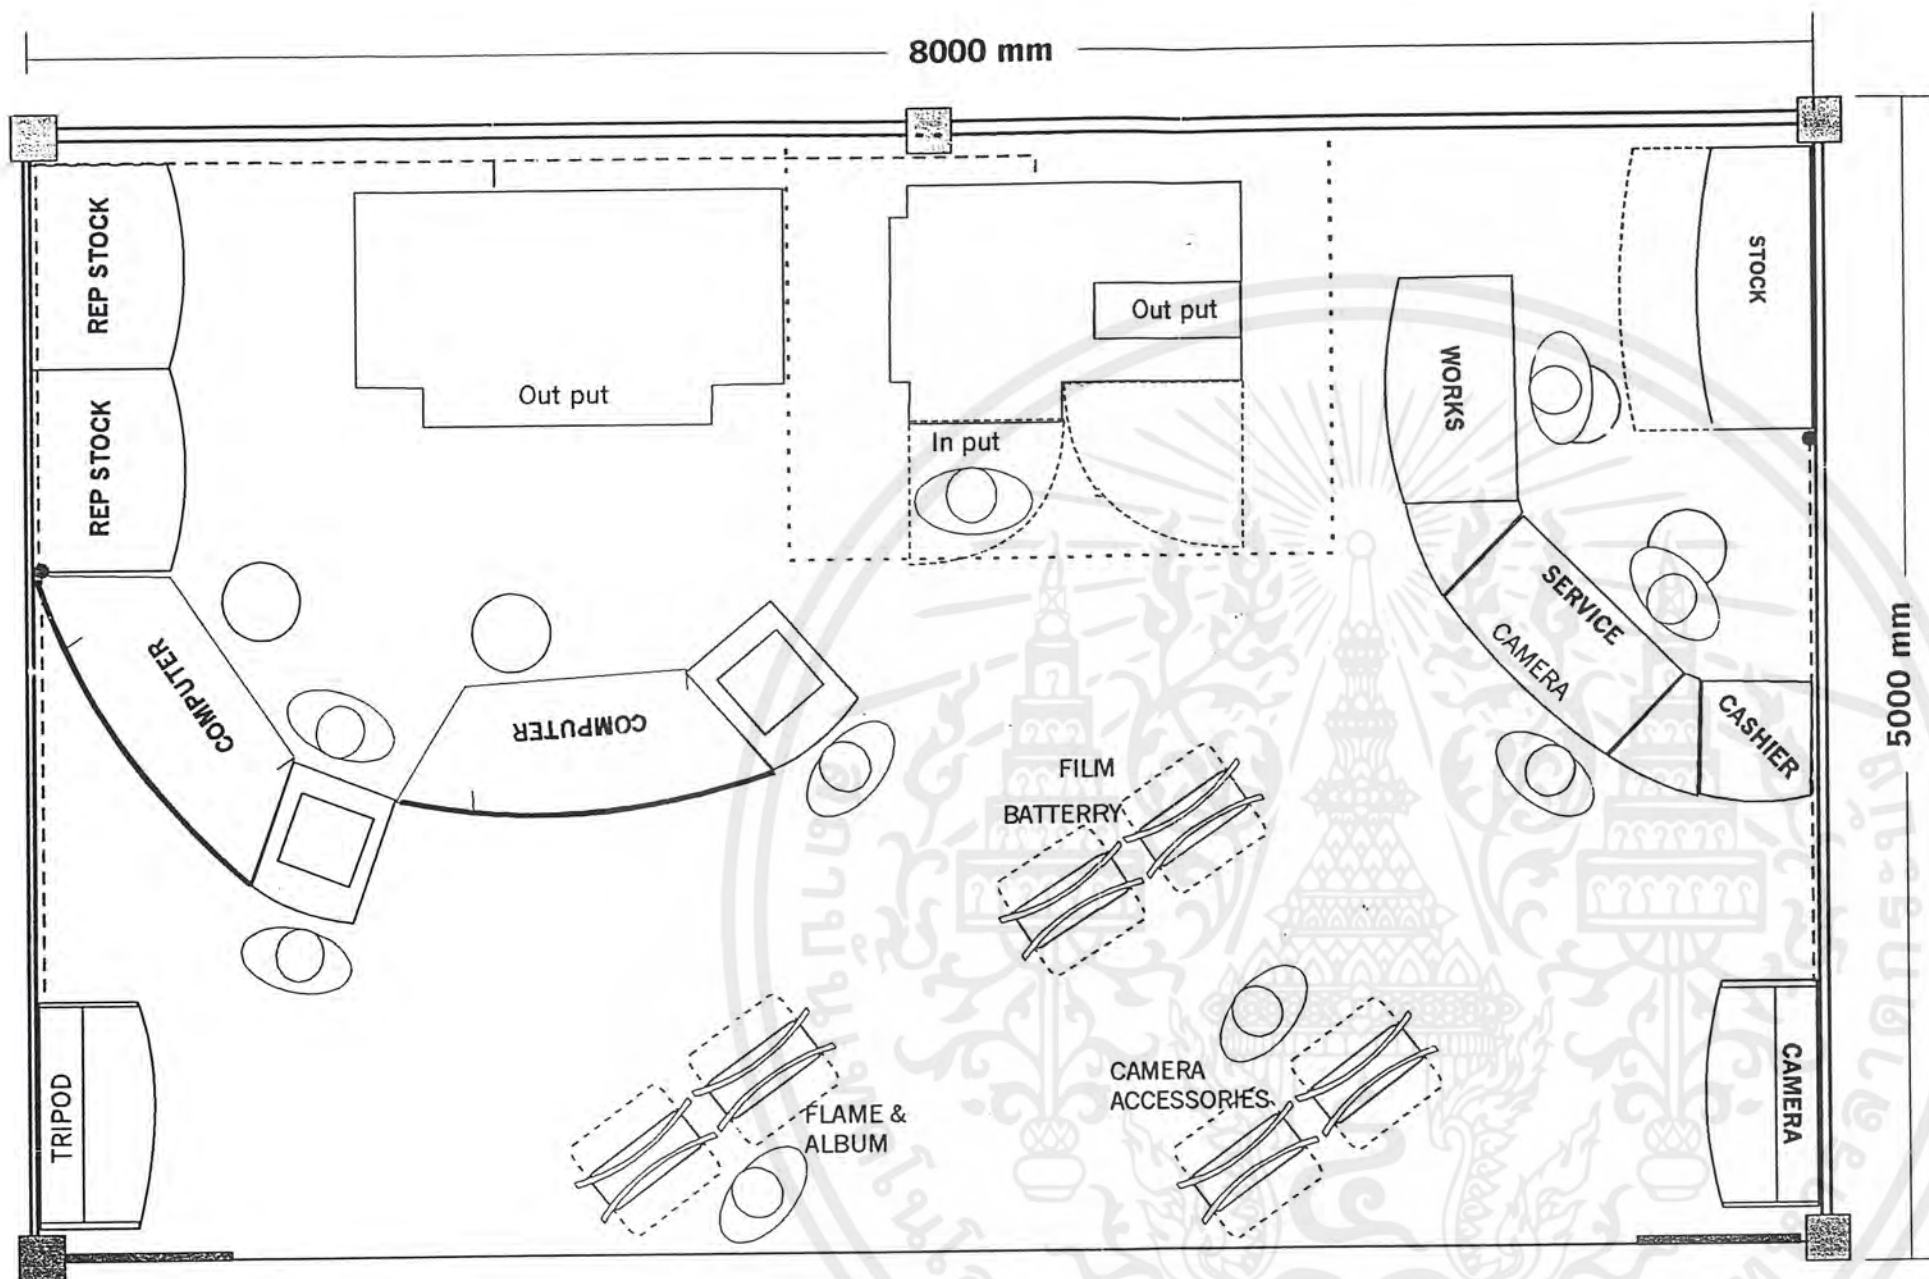 8000 mm
REP STOCK
STOCK
Out put
WORKS
Out put
REP STOCK
In put
SERVICE
CAMERA
COMPUTER
COMPUTER
CASHIER
5000 mm
FILM
BATTERRY
TRIPOD
FLAME &
ALBUM
CAMERA
ACCESSORIES
CAMERA